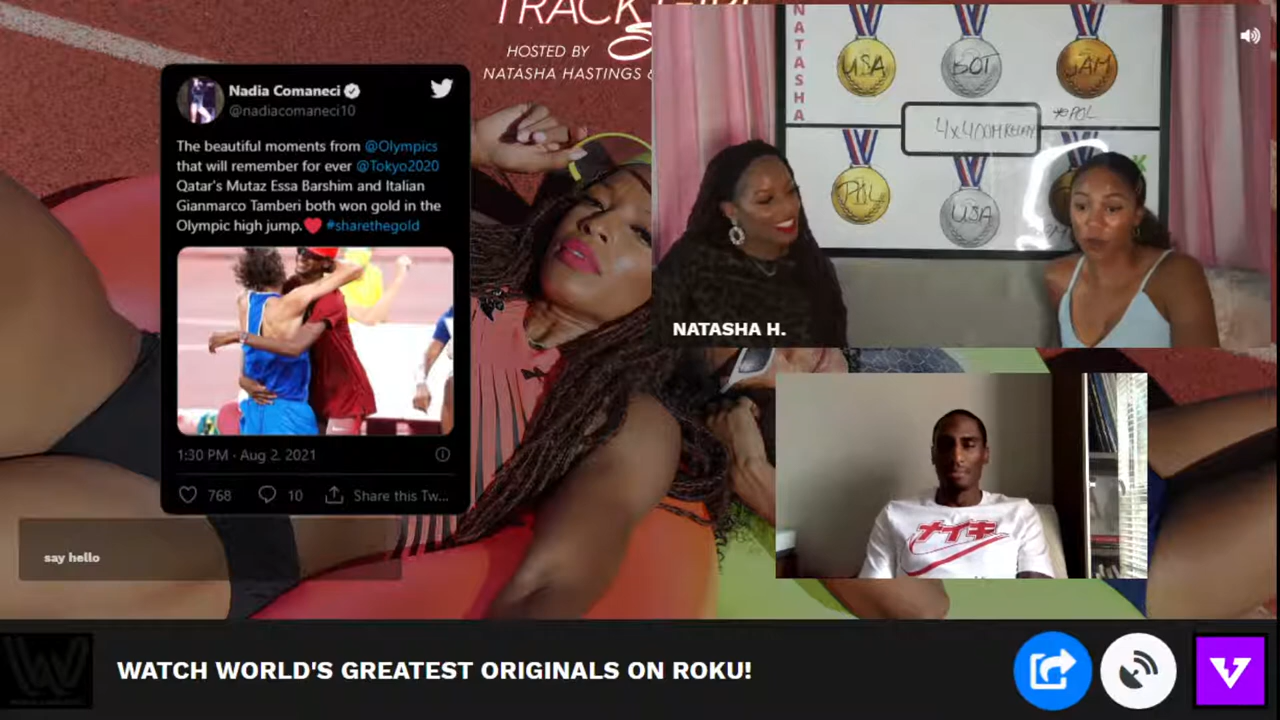 HOSTED BY
NATASHA HASTINGS &
Nadia Comaneci
@nadiacomaneci10
The beautiful moments from @Olympics
that will remember for ever @Tokyo2020
Qatar's Mutaz Essa Barshim and Italian
Gianmarco Tamberi both won gold in the
Olympic high jump.❤️ #sharethegold
1:30 PM · Aug 2, 2021
768
10
Share this Tw...
say hello
NATASHA
USA
BOT
JAM
POL
4x400m Relay
USA
NATASHA H.
ナイキ
WATCH WORLD'S GREATEST ORIGINALS ON ROKU!